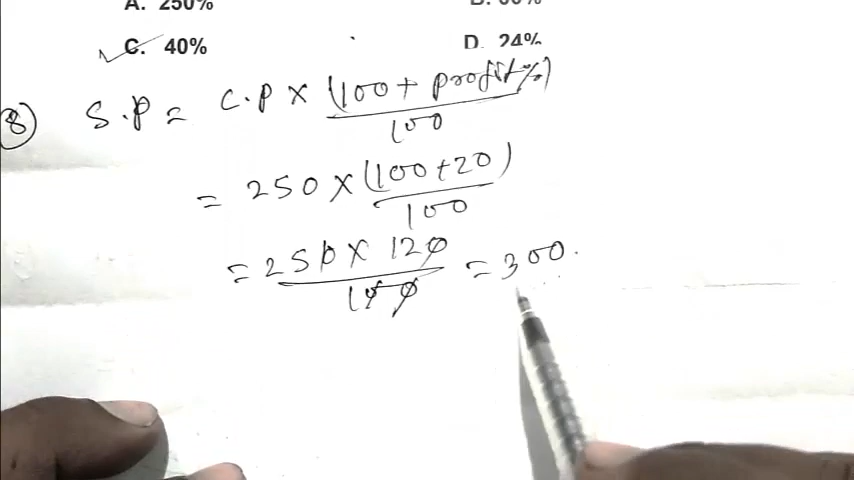 A. 250%
C. 40% D. 24%
8 S.P = C.P × (100 + profit%)
100
= 250 × (100 + 20)
100
= 250 × 120 = 300.
100